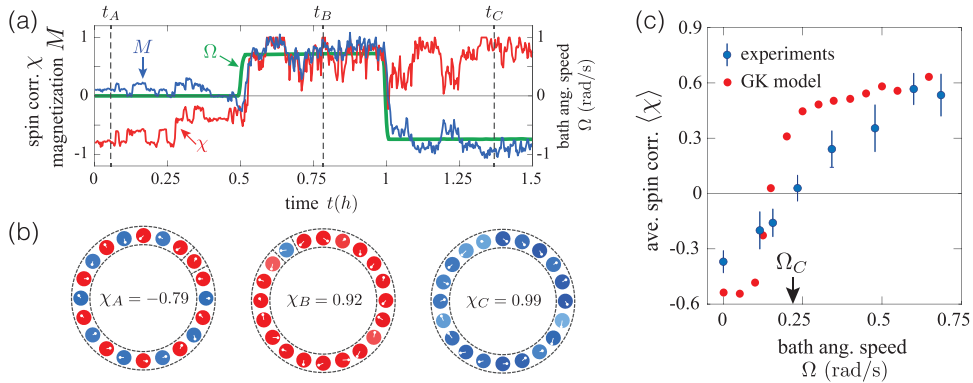 (a)
t_A
t_B
t_C
spin corr. χ
magnetization M
1
0
-1
M
Ω
χ
1
0
-1
bath ang. speed
Ω (rad/s)
0
0.25
0.5
0.75
1
1.25
1.5
time t(h)
(b)
χ_A = −0.79
χ_B = 0.92
χ_C = 0.99
(c)
experiments
GK model
ave. spin corr. ⟨χ⟩
0.6
0.3
0
-0.3
-0.6
Ω_C
0
0.25
0.5
0.75
bath ang. speed
Ω (rad/s)